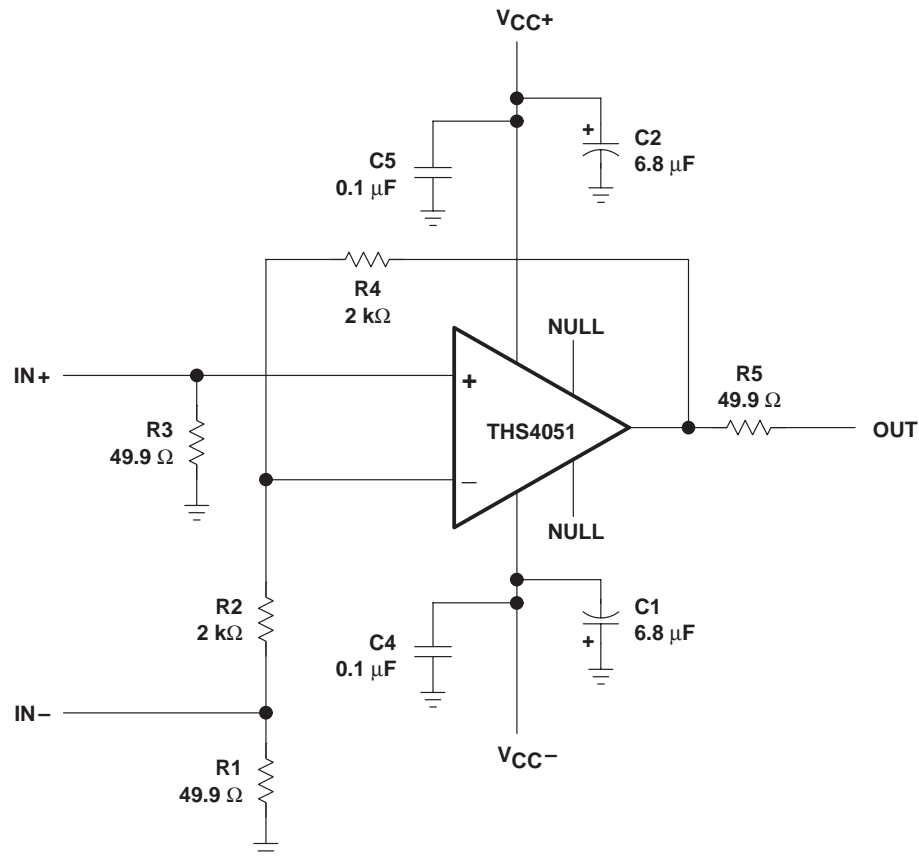 VCC+
C5
0.1 μF
+
C2
6.8 μF
R4
2 kΩ
NULL
IN+
+
R5
49.9 Ω
R3
49.9 Ω
THS4051
OUT
−
NULL
R2
2 kΩ
C4
0.1 μF
+
C1
6.8 μF
IN−
VCC−
R1
49.9 Ω